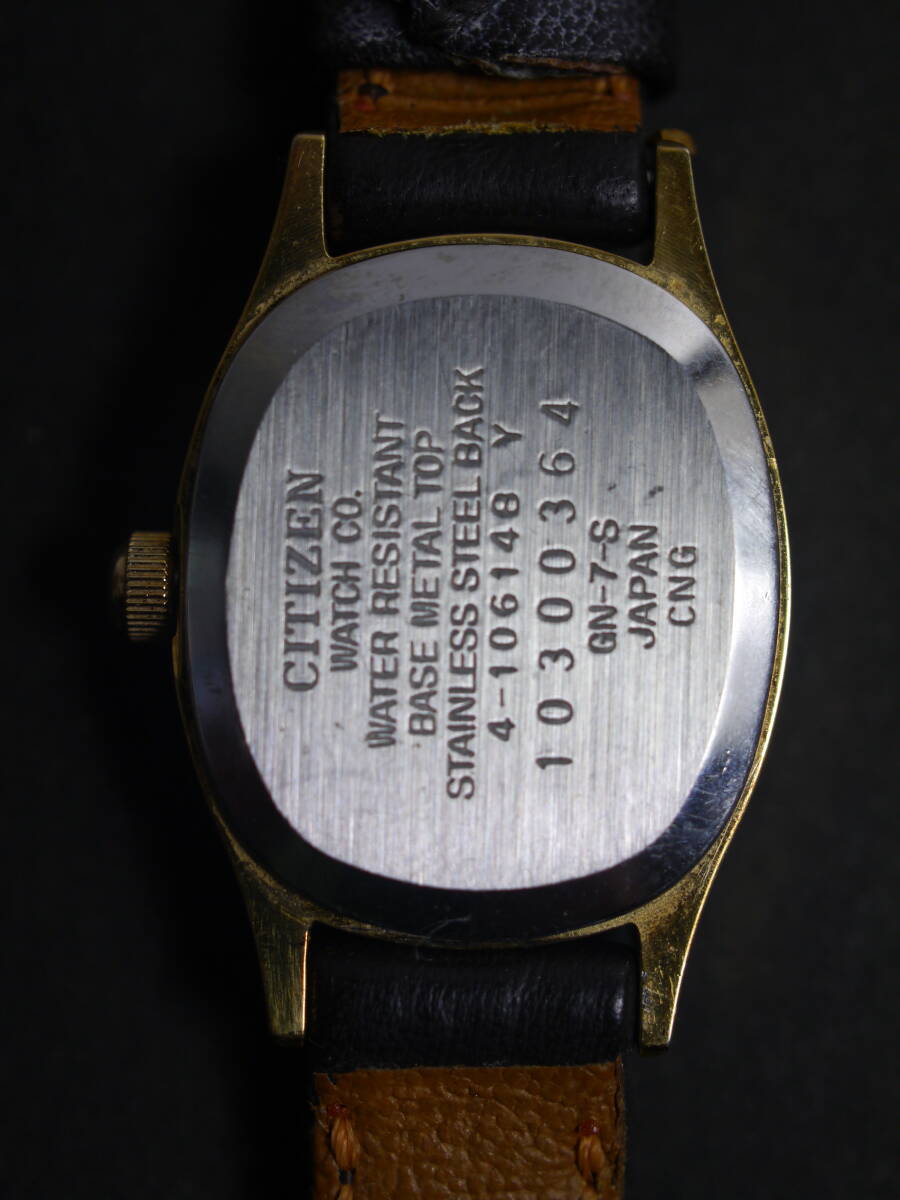 CITIZEN
WATCH CO.
WATER RESISTANT
BASE METAL TOP
STAINLESS STEEL BACK
4-106148 Y
10300364
GN-7-S
JAPAN
CNG